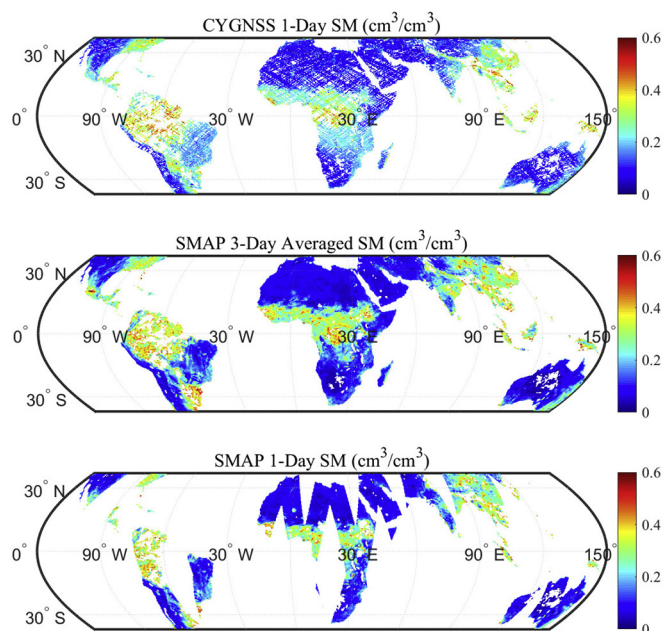 CYGNSS 1-Day SM (cm³/cm³)
30° N
0°
30° S
90° W
30° W
30° E
90° E
150°
0.6
0.4
0.2
0
SMAP 3-Day Averaged SM (cm³/cm³)
30° N
0°
30° S
90° W
30° W
30° E
90° E
150°
0.6
0.4
0.2
0
SMAP 1-Day SM (cm³/cm³)
30° N
0°
30° S
90° W
30° W
30° E
90° E
150°
0.6
0.4
0.2
0